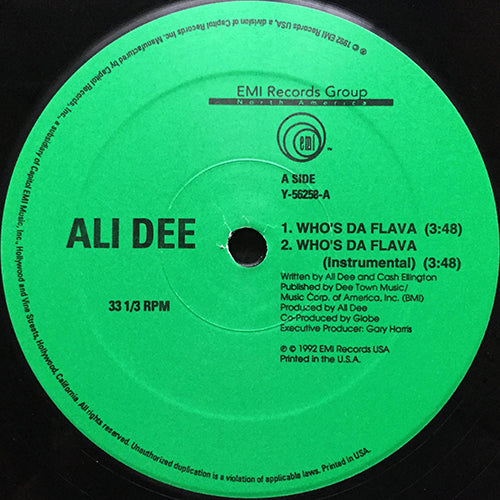 EMI Records Group
North America
emi
TM
A SIDE
Y-56258-A
ALI DEE
33 1/3 RPM
1. WHO'S DA FLAVA (3:48)
2. WHO'S DA FLAVA
(Instrumental) (3:48)
Written by Ali Dee and Cash Ellington
Published by Dee Town Music/
Music Corp. of America, Inc. (BMI)
Produced by Ali Dee
Co-Produced by Globe
Executive Producer: Gary Harris
℗ © 1992 EMI Records USA
Printed in the U.S.A.
℗ © 1992 EMI Records USA, a division of Capitol Records Inc. Manufactured by Capitol Records, Inc., a subsidiary of Capitol EMI Music, Inc., Hollywood and Vine Streets, Hollywood, California. All rights reserved. Unauthorized duplication is a violation of applicable laws. Printed in USA.